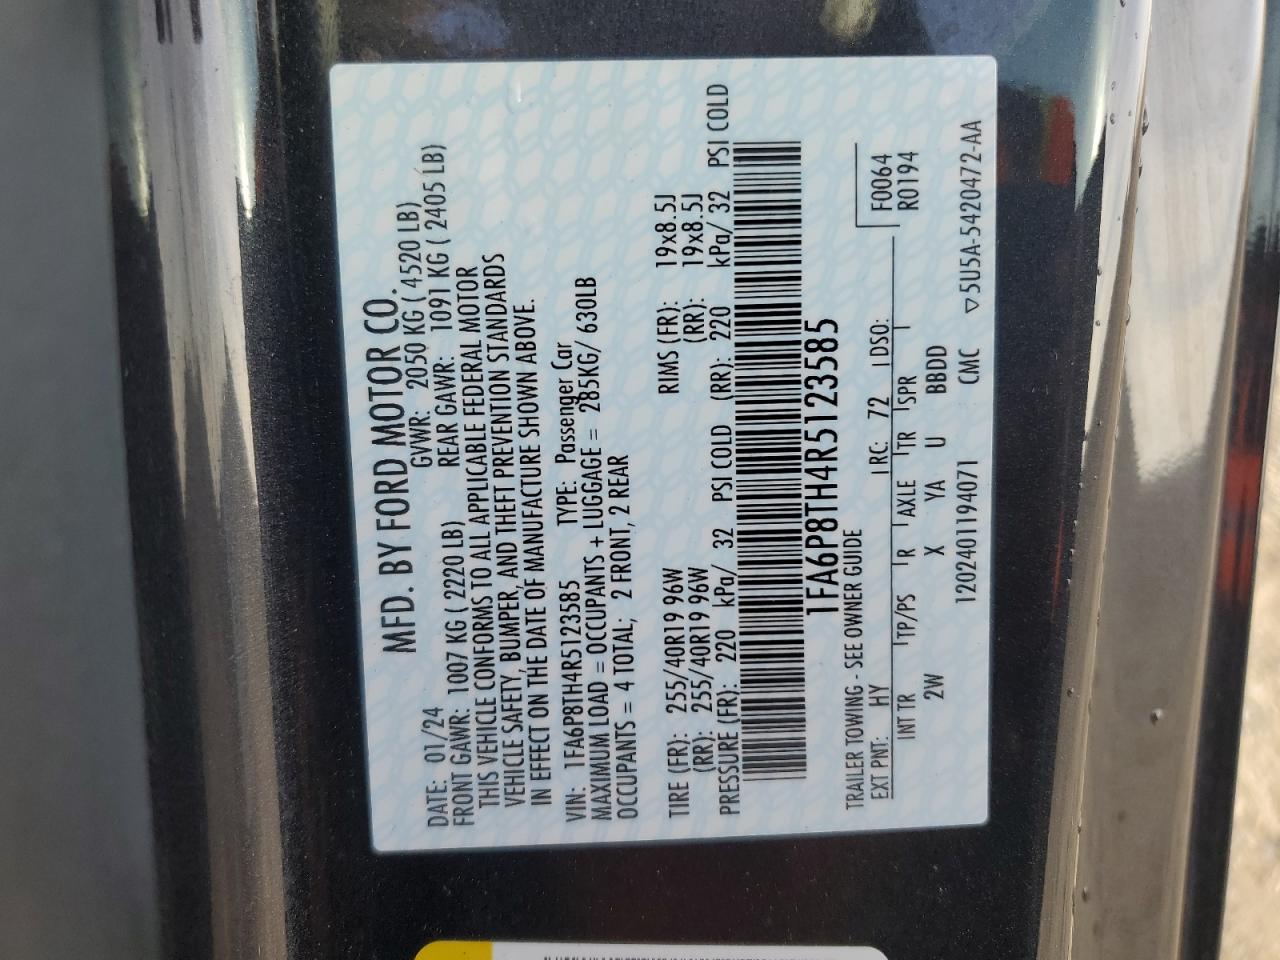 MFD. BY FORD MOTOR CO.
DATE: 01/24 GVWR: 2050 KG ( 4520 LB)
FRONT GAWR: 1007 KG ( 2220 LB) REAR GAWR: 1091 KG ( 2405 LB)
THIS VEHICLE CONFORMS TO ALL APPLICABLE FEDERAL MOTOR
VEHICLE SAFETY, BUMPER, AND THEFT PREVENTION STANDARDS
IN EFFECT ON THE DATE OF MANUFACTURE SHOWN ABOVE.
VIN: 1FA6P8TH4R5123585 TYPE: Passenger Car
MAXIMUM LOAD = OCCUPANTS + LUGGAGE = 285KG/ 630LB
OCCUPANTS = 4 TOTAL; 2 FRONT, 2 REAR
TIRE (FR): 255/40R19 96W RIMS (FR): 19x8.5J
(RR): 255/40R19 96W (RR): 19x8.5J
PRESSURE (FR): 220 kPa/ 32 PSI COLD (RR): 220 kPa/ 32 PSI COLD
1FA6P8TH4R5123585
TRAILER TOWING - SEE OWNER GUIDE
EXT PNT: HY RC: 72 DSO: F0064
INT TR TP/PS R AXLE TR SPR R0194
2W X YA U BBDD
120240119407​1 CMC ▽5U5A-5420472-AA